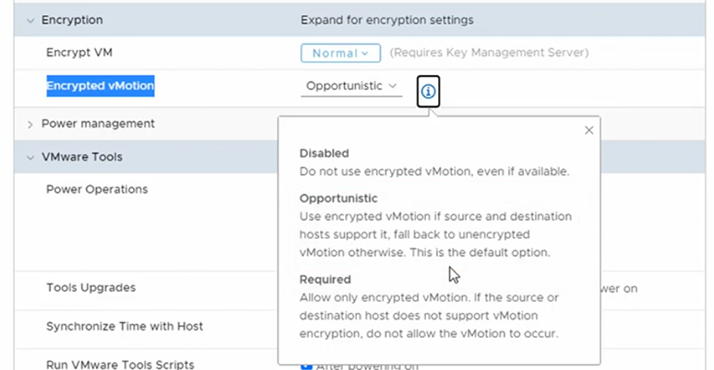 Encryption Expand for encryption settings
Encrypt VM Normal (Requires Key Management Server)
Encrypted vMotion Opportunistic
Power management
VMware Tools
Power Operations
Tools Upgrades
Synchronize Time with Host
Run VMware Tools Scripts
Disabled
Do not use encrypted vMotion, even if available.
Opportunistic
Use encrypted vMotion if source and destination
hosts support it, fall back to unencrypted
vMotion otherwise. This is the default option.
Required
Allow only encrypted vMotion. If the source or
destination host does not support vMotion
encryption, do not allow the vMotion to occur.
on
After powering on